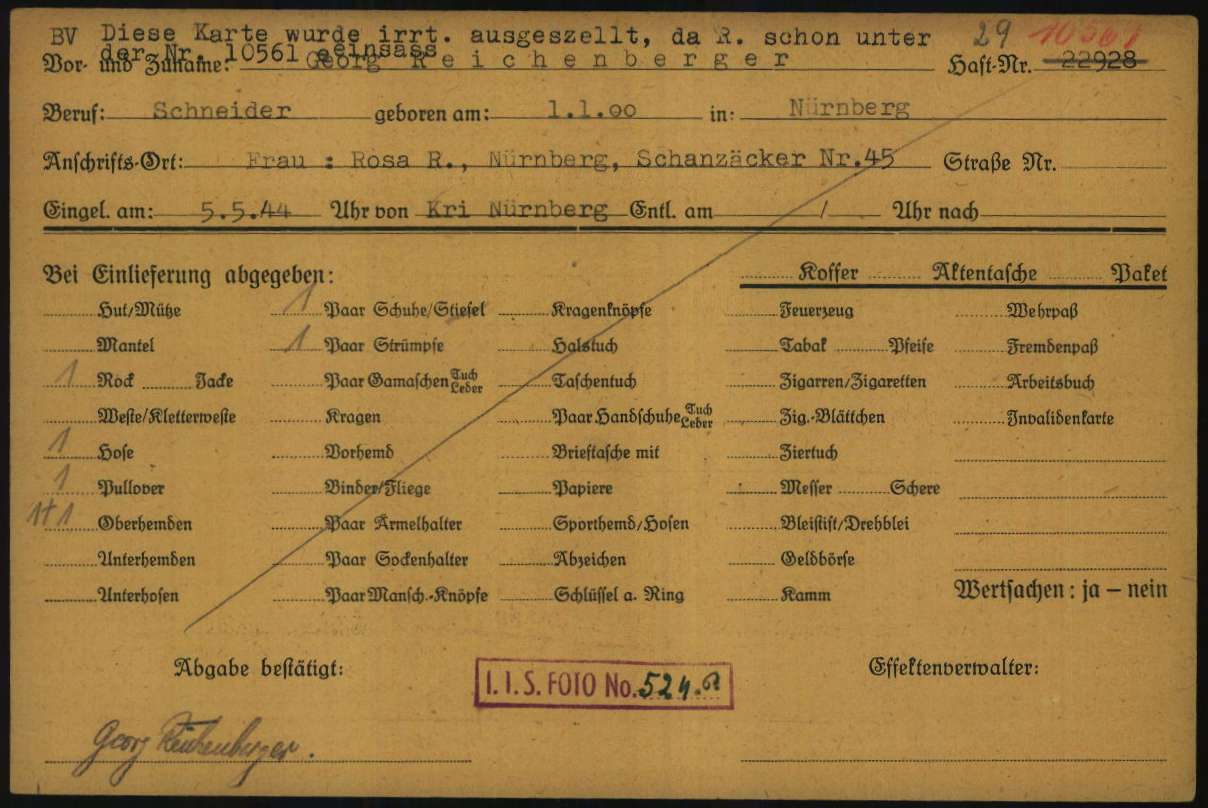 BV Diese Karte wurde irrt. ausgeszellt, da R. schon unter 29 10561
der Nr. 10561 eeinsass
Vor- und Zuname: Georg Reichenberger Haft-Nr. 22928
Beruf: Schneider geboren am: 1.1.00 in: Nürnberg
Anschrifts-Ort: Frau : Rosa R., Nürnberg, Schanzäcker Nr.45 Straße Nr.
Eingel. am: 5.5.44 Uhr von Kri Nürnberg Entl. am / Uhr nach
Bei Einlieferung abgegeben: Koffer Aktentasche Paket
Hut/Mütze 1 Paar Schuhe/Stiefel Kragenknöpfe Feuerzeug Wehrpaß
Mantel 1 Paar Strümpfe Halstuch Tabak Pfeife Fremdenpaß
1 Rock Jacke Paar Gamaschen Tuch Leder Taschentuch Zigarren/Zigaretten Arbeitsbuch
Weste/Kletterweste Kragen Paar Handschuhe Tuch Leder Zig.-Blättchen Invalidenkarte
1 Hose Vorhemd Brieftasche mit Ziertuch
1 Pullover Binder/Fliege Papiere Messer Schere
1+1 Oberhemden Paar Ärmelhalter Sporthemd/Hosen Bleistift/Drehblei
Unterhemden Paar Sockenhalter Abzeichen Geldbörse
Unterhosen Paar Mansch.-Knöpfe Schlüssel a. Ring Kamm Wertsachen: ja – nein
Abgabe bestätigt: Effektenverwalter:
I.I.S. FOTO No. 524.
Georg Reichenberger.